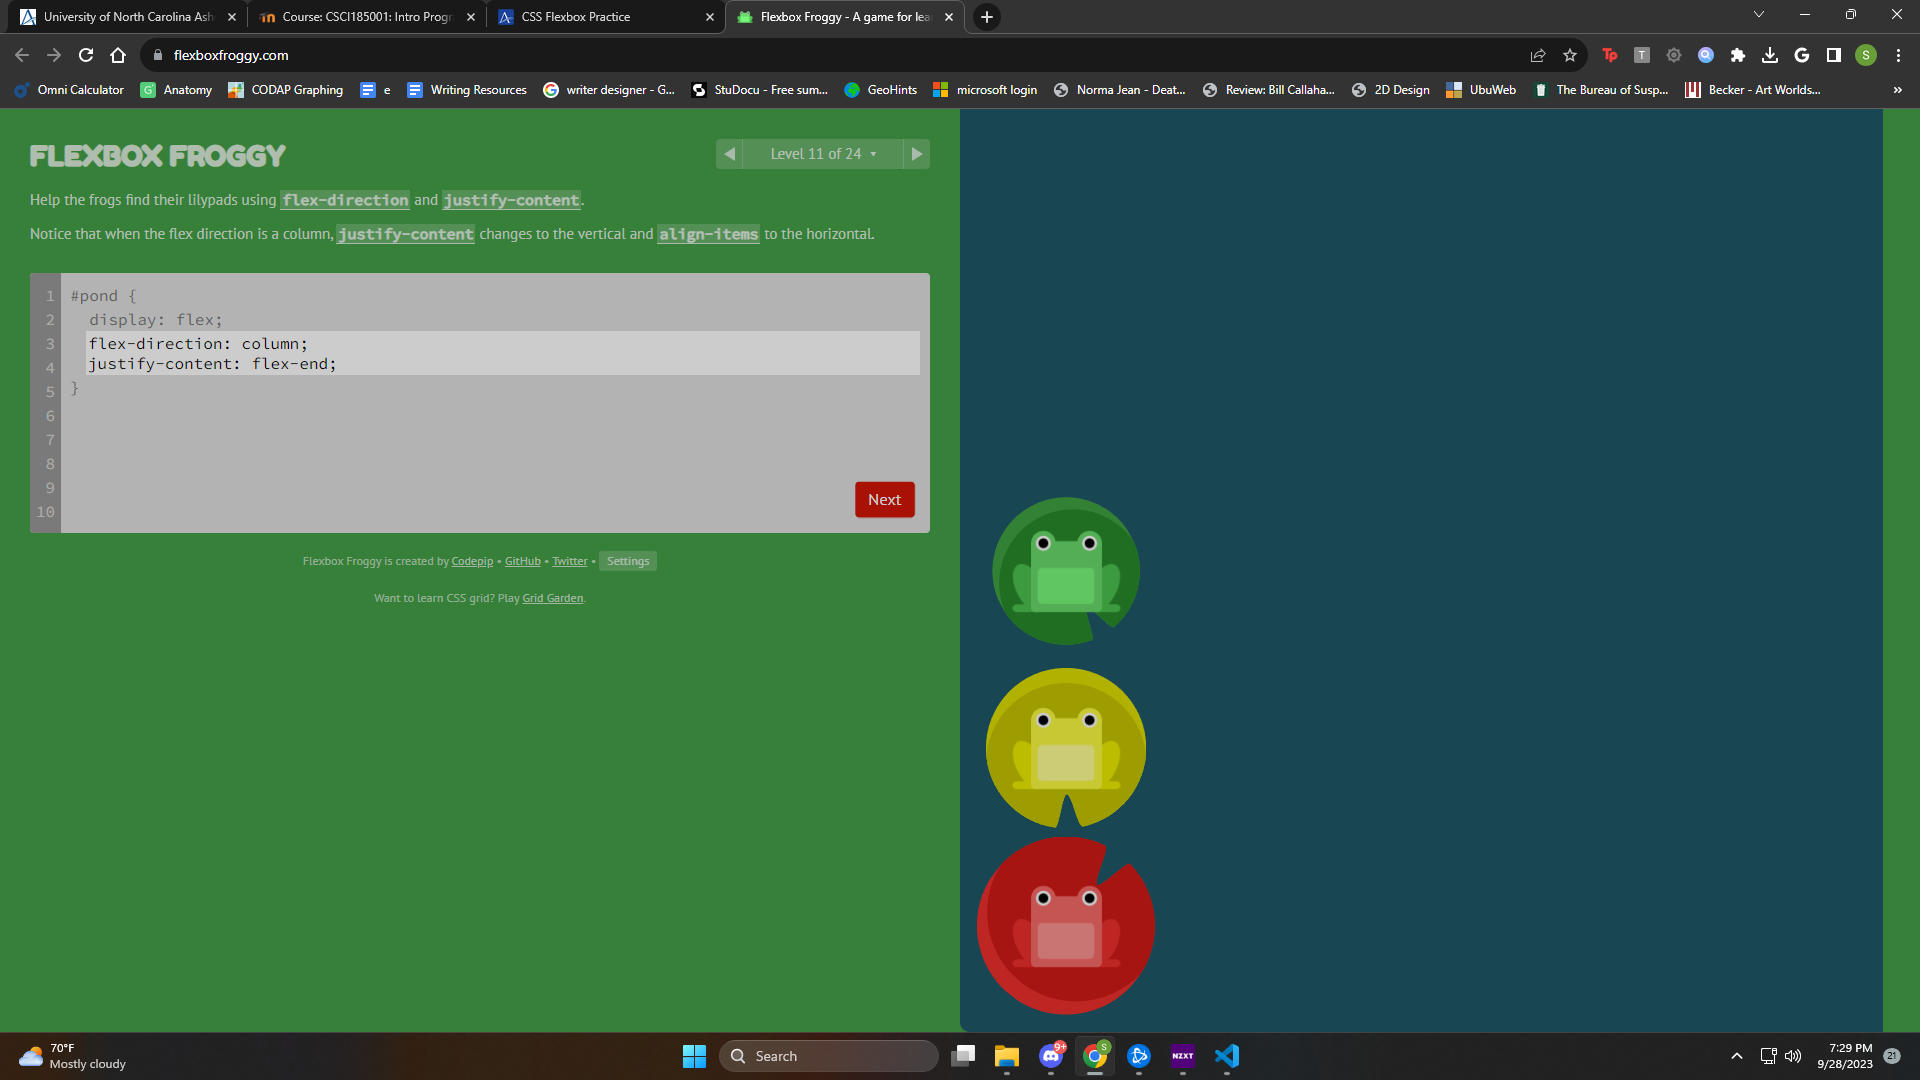 University of North Carolina Ash
Course: CSCI185001: Intro Progr
CSS Flexbox Practice
Flexbox Froggy - A game for lea
flexboxfroggy.com
Tp
T
S
Omni Calculator
Anatomy
CODAP Graphing
e
Writing Resources
writer designer - G...
StuDocu - Free sum...
GeoHints
microsoft login
Norma Jean - Deat...
Review: Bill Callaha...
2D Design
UbuWeb
The Bureau of Susp...
Becker - Art Worlds...
»
FLEXBOX FROGGY
Level 11 of 24
Help the frogs find their lilypads using flex-direction and justify-content.
Notice that when the flex direction is a column, justify-content changes to the vertical and align-items to the horizontal.
1 #pond {
2 display: flex;
3 flex-direction: column;
4 justify-content: flex-end;
5 }
6
7
8
9
10
Next
Flexbox Froggy is created by Codepip • GitHub • Twitter • Settings
Want to learn CSS grid? Play Grid Garden.
70°F
Mostly cloudy
Search
9+
S
NZXT
7:29 PM
9/28/2023
21